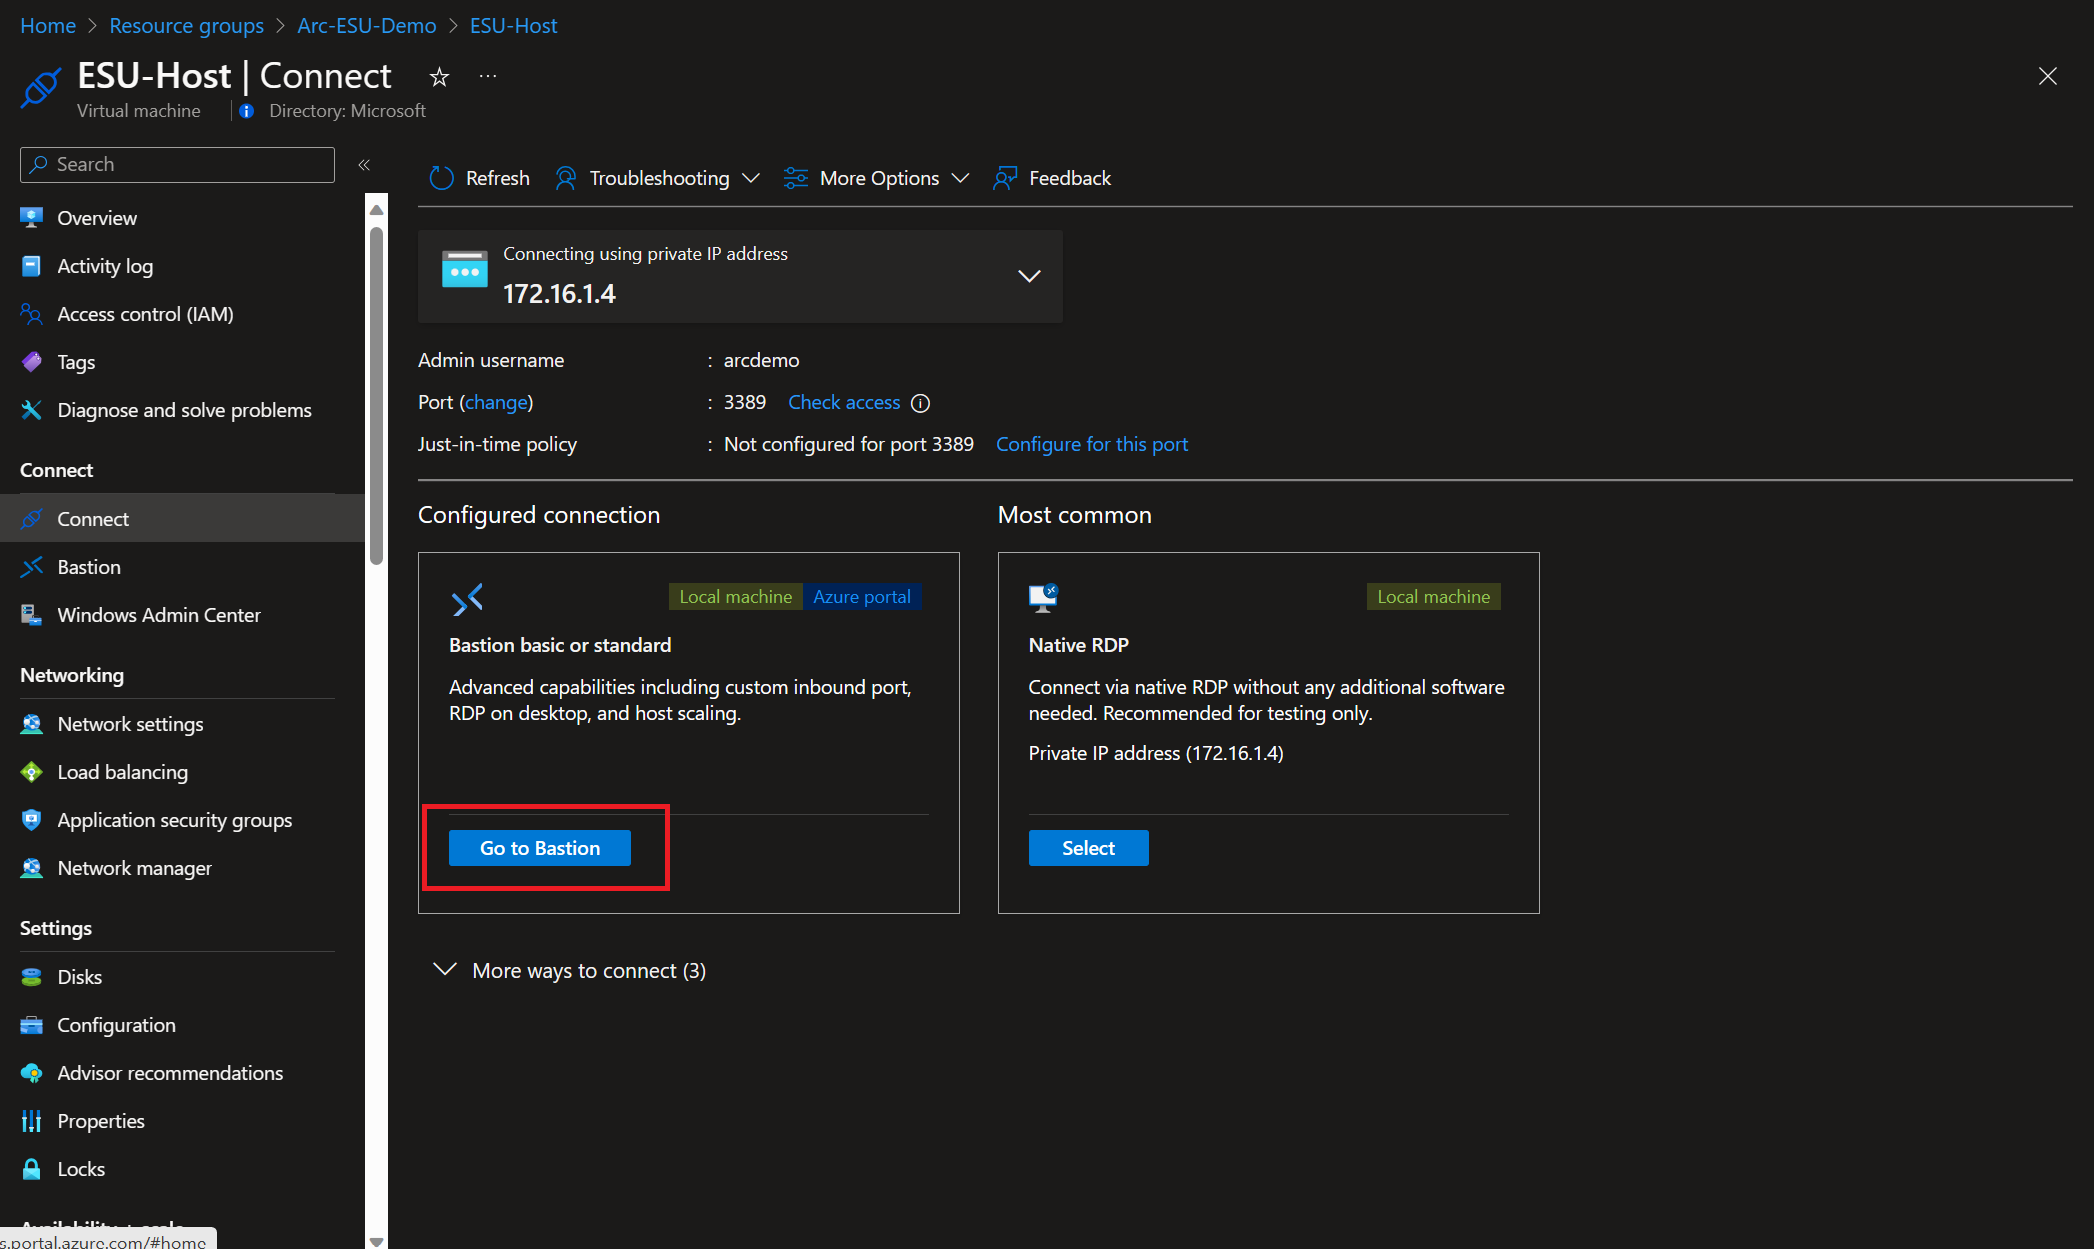 Home > Resource groups > Arc-ESU-Demo > ESU-Host
ESU-Host | Connect
Virtual machine
Directory: Microsoft
Search
Overview
Activity log
Access control (IAM)
Tags
Diagnose and solve problems
Connect
Connect
Bastion
Windows Admin Center
Networking
Network settings
Load balancing
Application security groups
Network manager
Settings
Disks
Configuration
Advisor recommendations
Properties
Locks
Availability + scale
s.portal.azure.com/#home
Refresh
Troubleshooting
More Options
Feedback
Connecting using private IP address
172.16.1.4
Admin username : arcdemo
Port (change) : 3389 Check access
Just-in-time policy : Not configured for port 3389 Configure for this port
Configured connection
Local machine Azure portal
Bastion basic or standard
Advanced capabilities including custom inbound port,
RDP on desktop, and host scaling.
Go to Bastion
Most common
Local machine
Native RDP
Connect via native RDP without any additional software
needed. Recommended for testing only.
Private IP address (172.16.1.4)
Select
More ways to connect (3)